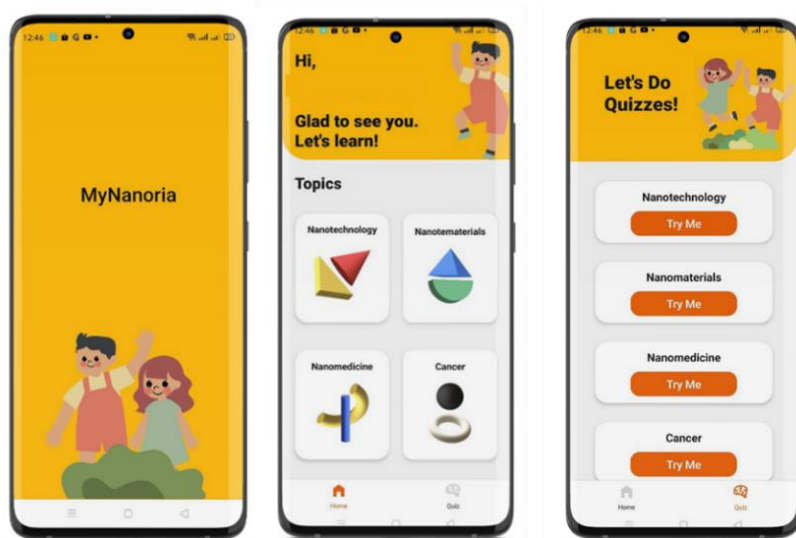 12:46
MyNanoria
12:46
Hi,
Glad to see you.
Let's learn!
Topics
Nanotechnology
Nanotematerials
Nanomedicine
Cancer
Home
Quiz
12:46
Let's Do
Quizzes!
Nanotechnology
Try Me
Nanomaterials
Try Me
Nanomedicine
Try Me
Cancer
Try Me
Home
Quiz